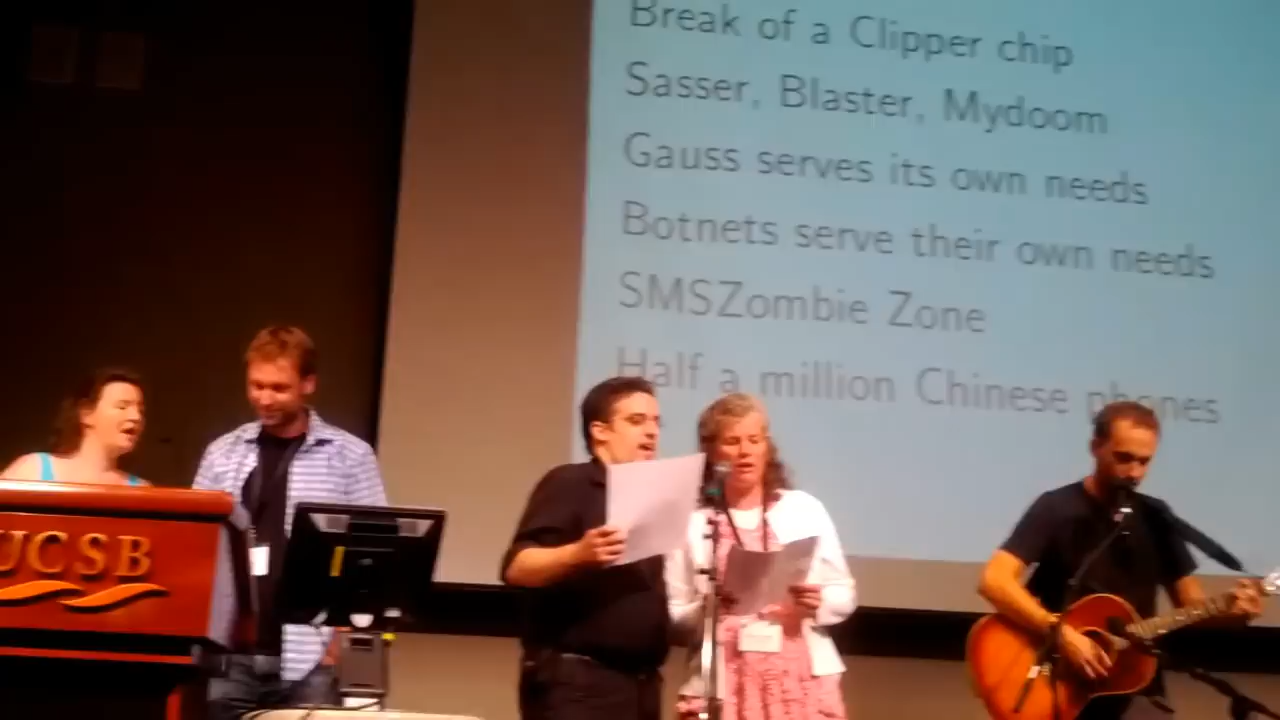 Break of a Clipper chip
Sasser, Blaster, Mydoom
Gauss serves its own needs
Botnets serve their own needs
SMSZombie Zone
Half a million Chinese phones
UCSB